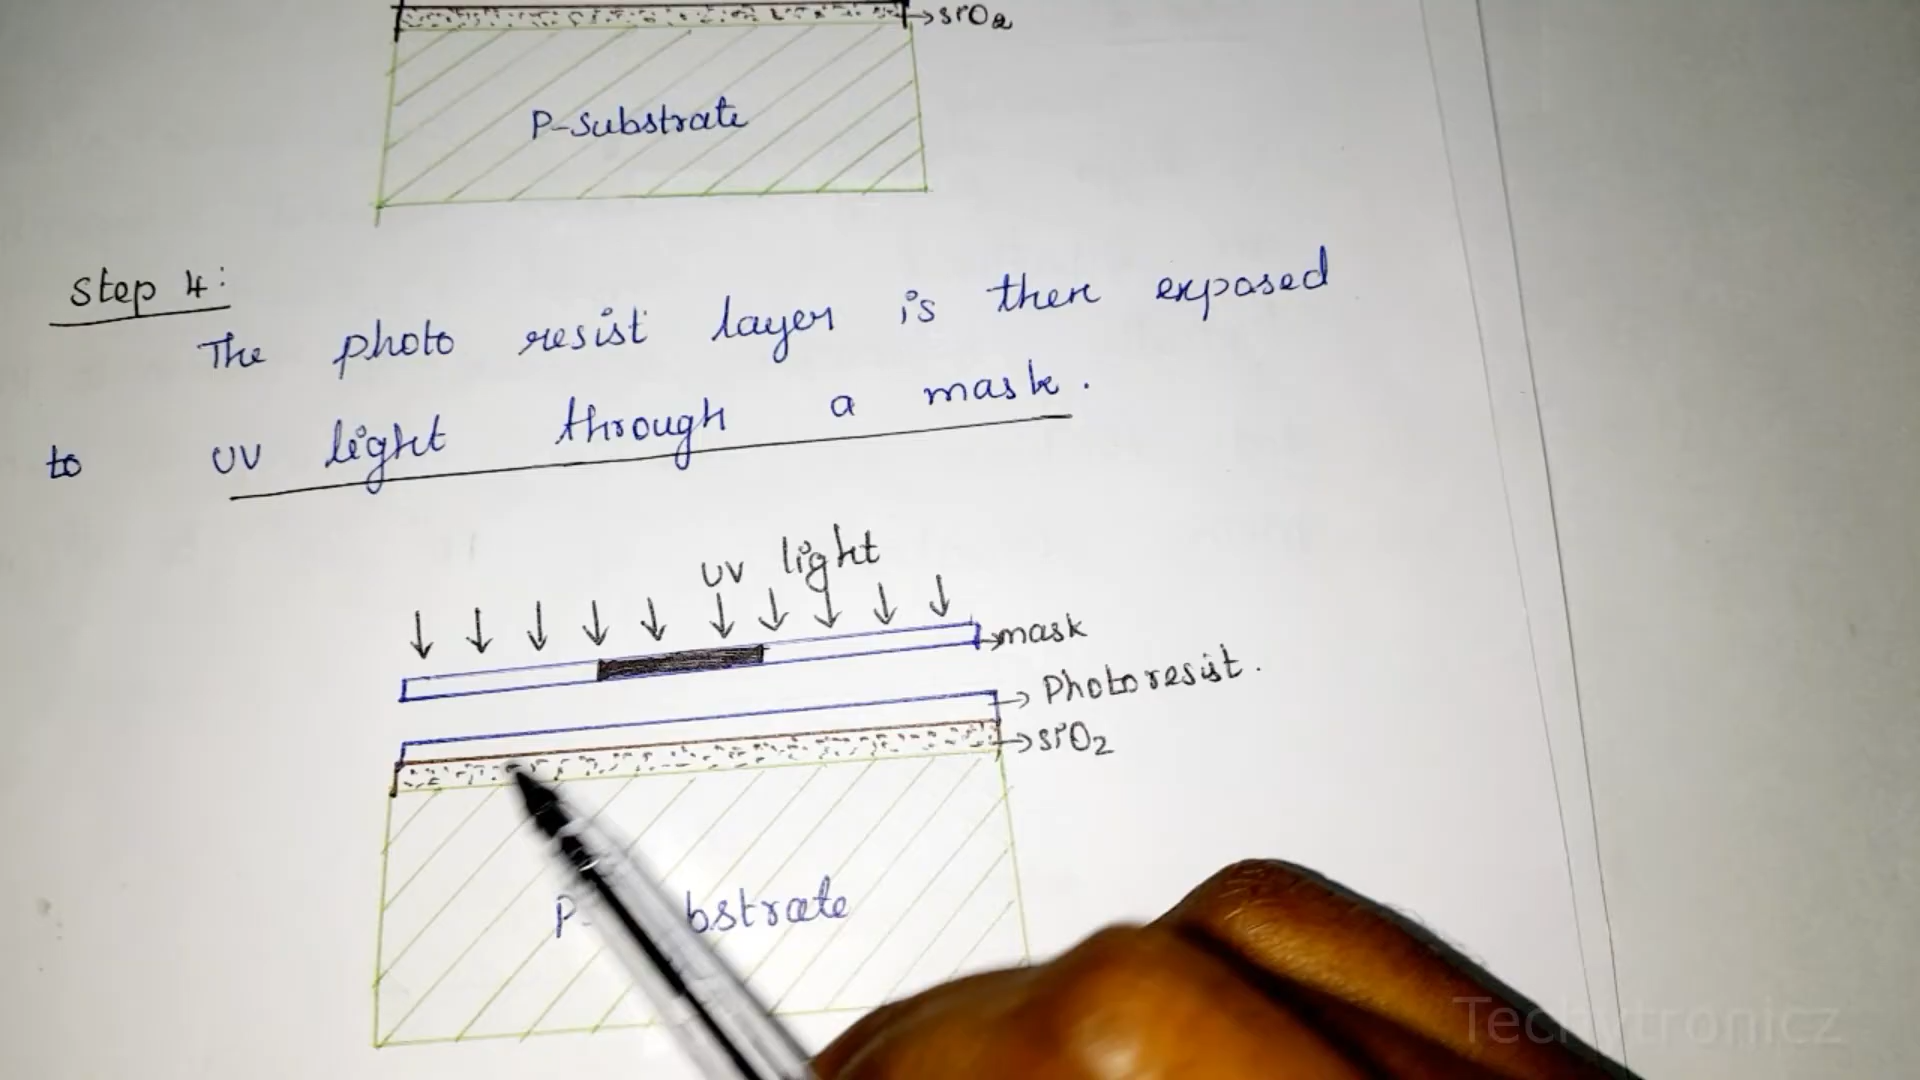 SiO2
P-Substrate
Step 4:
The photo resist layer is then exposed
to UV light through a mask.
UV light
mask
Photoresist.
SiO2
P- bstrate
Techytronicz